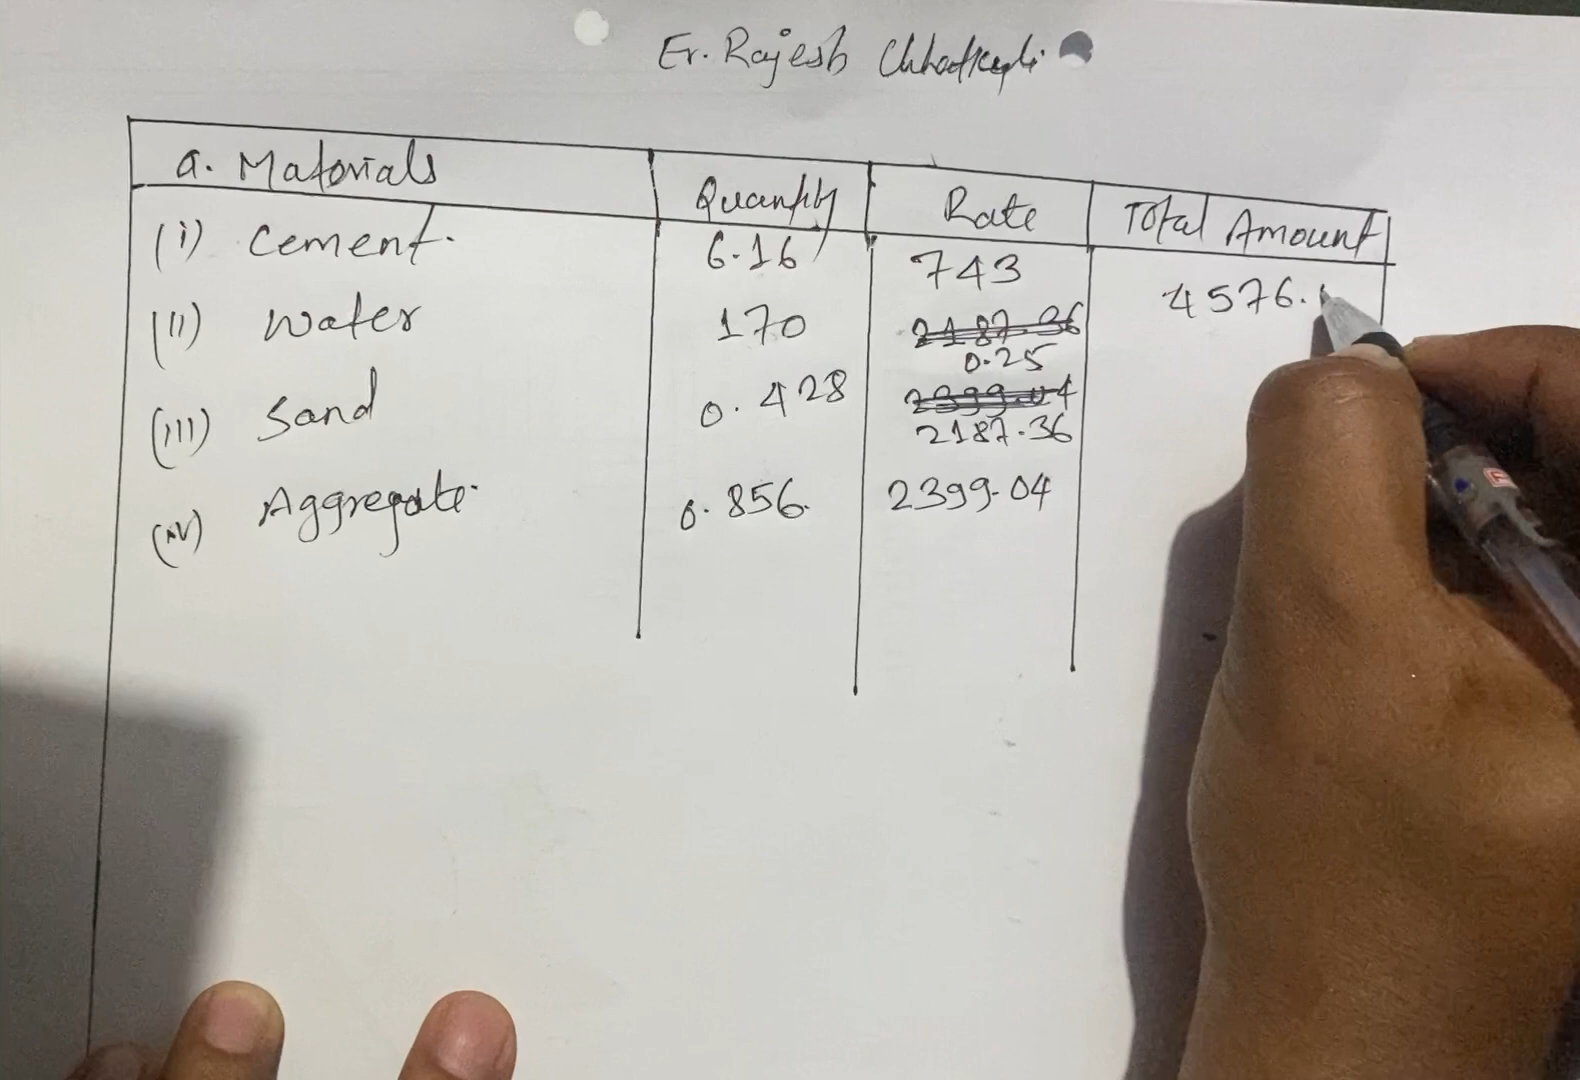 Er. Rajesh
a. Materials Quantity Rate Total Amount
(i) Cement. 6.16 743 4576.
(ii) Water 170 2187.36
0.25
(iii) Sand 0.428 2399.04
2187.36
(iv) Aggregate. 0.856. 2399.04